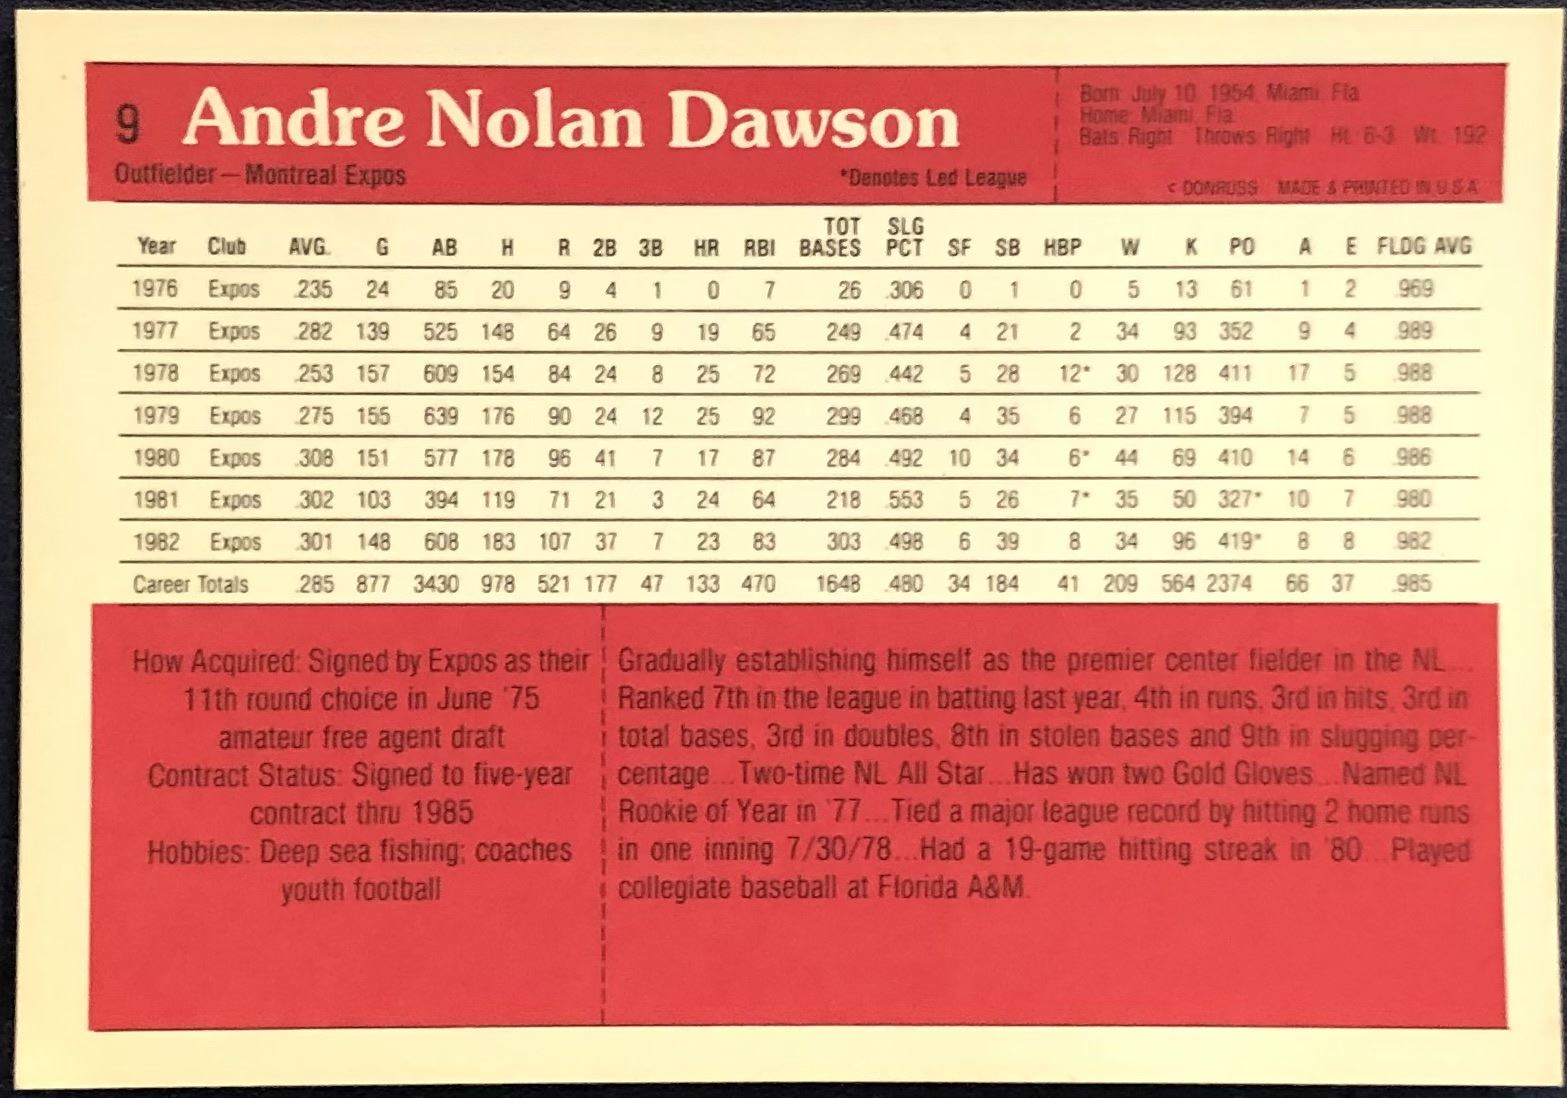 9 Andre Nolan Dawson
Outfielder — Montreal Expos *Denotes Led League
Born: July 10, 1954, Miami, Fla.
Home: Miami, Fla.
Bats: Right Throws: Right Ht. 6-3 Wt. 192
c DONRUSS MADE & PRINTED IN U.S.A.
Year Club AVG. G AB H R 2B 3B HR RBI TOT BASES SLG PCT SF SB HBP W K PO A E FLDG AVG
1976 Expos .235 24 85 20 9 4 1 0 7 26 .306 0 1 0 5 13 61 1 2 .969
1977 Expos .282 139 525 148 64 26 9 19 65 249 .474 4 21 2 34 93 352 9 4 .989
1978 Expos .253 157 609 154 84 24 8 25 72 269 .442 5 28 12* 30 128 411 17 5 .988
1979 Expos .275 155 639 176 90 24 12 25 92 299 .468 4 35 6 27 115 394 7 5 .988
1980 Expos .308 151 577 178 96 41 7 17 87 284 .492 10 34 6* 44 69 410 14 6 .986
1981 Expos .302 103 394 119 71 21 3 24 64 218 .553 5 26 7* 35 50 327* 10 7 .980
1982 Expos .301 148 608 183 107 37 7 23 83 303 .498 6 39 8 34 96 419* 8 8 .982
Career Totals .285 877 3430 978 521 177 47 133 470 1648 .480 34 184 41 209 564 2374 66 37 .985
How Acquired: Signed by Expos as their
11th round choice in June '75
amateur free agent draft
Contract Status: Signed to five-year
contract thru 1985
Hobbies: Deep sea fishing; coaches
youth football
Gradually establishing himself as the premier center fielder in the NL...
Ranked 7th in the league in batting last year, 4th in runs, 3rd in hits, 3rd in
total bases, 3rd in doubles, 8th in stolen bases and 9th in slugging per-
centage...Two-time NL All Star...Has won two Gold Gloves...Named NL
Rookie of Year in '77...Tied a major league record by hitting 2 home runs
in one inning 7/30/78...Had a 19-game hitting streak in '80...Played
collegiate baseball at Florida A&M.